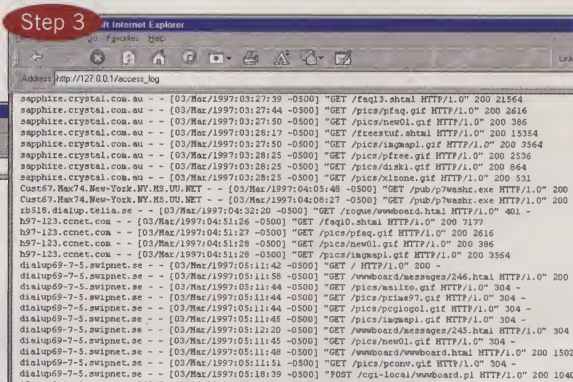 Step 3
ft Internet Explorer
Go Favorites Help
Link
Address http://127.0.0.1/access_log
sapphire.crystal.com.au - - [03/Mar/1997:03:27:39 -0500] "GET /faq13.shtml HTTP/1.0" 200 21564
sapphire.crystal.com.au - - [03/Mar/1997:03:27:44 -0500] "GET /pics/pfaq.gif HTTP/1.0" 200 2616
sapphire.crystal.com.au - - [03/Mar/1997:03:27:50 -0500] "GET /pics/new01.gif HTTP/1.0" 200 386
sapphire.crystal.com.au - - [03/Mar/1997:03:28:17 -0500] "GET /freestuf.shtml HTTP/1.0" 200 15354
sapphire.crystal.com.au - - [03/Mar/1997:03:27:50 -0500] "GET /pics/imgmap1.gif HTTP/1.0" 200 3564
sapphire.crystal.com.au - - [03/Mar/1997:03:28:25 -0500] "GET /pics/pfree.gif HTTP/1.0" 200 2536
sapphire.crystal.com.au - - [03/Mar/1997:03:28:25 -0500] "GET /pics/disk1.gif HTTP/1.0" 200 864
sapphire.crystal.com.au - - [03/Mar/1997:03:28:25 -0500] "GET /pics/xlzone.gif HTTP/1.0" 200 531
Cust67.Max74.New-York.NY.MS.UU.NET - - [03/Mar/1997:04:05:48 -0500] "GET /pub/p7washr.exe HTTP/1.0" 200
Cust67.Max74.New-York.NY.MS.UU.NET - - [03/Mar/1997:04:08:27 -0500] "GET /pub/p7washr.exe HTTP/1.0" 200
rb518.dialup.telia.se - - [03/Mar/1997:04:32:20 -0500] "GET /rogue/wwwboard.html HTTP/1.0" 401 -
h97-123.ccnet.com - - [03/Mar/1997:04:51:26 -0500] "GET /faq10.shtml HTTP/1.0" 200 7177
h97-123.ccnet.com - - [03/Mar/1997:04:51:27 -0500] "GET /pics/pfaq.gif HTTP/1.0" 200 2616
h97-123.ccnet.com - - [03/Mar/1997:04:51:28 -0500] "GET /pics/new01.gif HTTP/1.0" 200 386
h97-123.ccnet.com - - [03/Mar/1997:04:51:28 -0500] "GET /pics/imgmap1.gif HTTP/1.0" 200 3564
dialup69-7-5.swipnet.se - - [03/Mar/1997:05:11:42 -0500] "GET / HTTP/1.0" 200 -
dialup69-7-5.swipnet.se - - [03/Mar/1997:05:11:58 -0500] "GET /wwwboard/messages/246.html HTTP/1.0" 200
dialup69-7-5.swipnet.se - - [03/Mar/1997:05:11:44 -0500] "GET /pics/mailto.gif HTTP/1.0" 304 -
dialup69-7-5.swipnet.se - - [03/Mar/1997:05:11:44 -0500] "GET /pics/prime97.gif HTTP/1.0" 304 -
dialup69-7-5.swipnet.se - - [03/Mar/1997:05:11:44 -0500] "GET /pics/pcgilogo1.gif HTTP/1.0" 304 -
dialup69-7-5.swipnet.se - - [03/Mar/1997:05:11:45 -0500] "GET /pics/imgmap1.gif HTTP/1.0" 304 -
dialup69-7-5.swipnet.se - - [03/Mar/1997:05:12:20 -0500] "GET /wwwboard/messages/245.html HTTP/1.0" 304
dialup69-7-5.swipnet.se - - [03/Mar/1997:05:11:45 -0500] "GET /pics/new01.gif HTTP/1.0" 304 -
dialup69-7-5.swipnet.se - - [03/Mar/1997:05:11:48 -0500] "GET /wwwboard/wwwboard.html HTTP/1.0" 200 1502
dialup69-7-5.swipnet.se - - [03/Mar/1997:05:11:51 -0500] "GET /pics/pconv.gif HTTP/1.0" 304 -
dialup69-7-5.swipnet.se - - [03/Mar/1997:05:18:39 -0500] "POST /cgi-local/wwwboard.pl HTTP/1.0" 200 1040